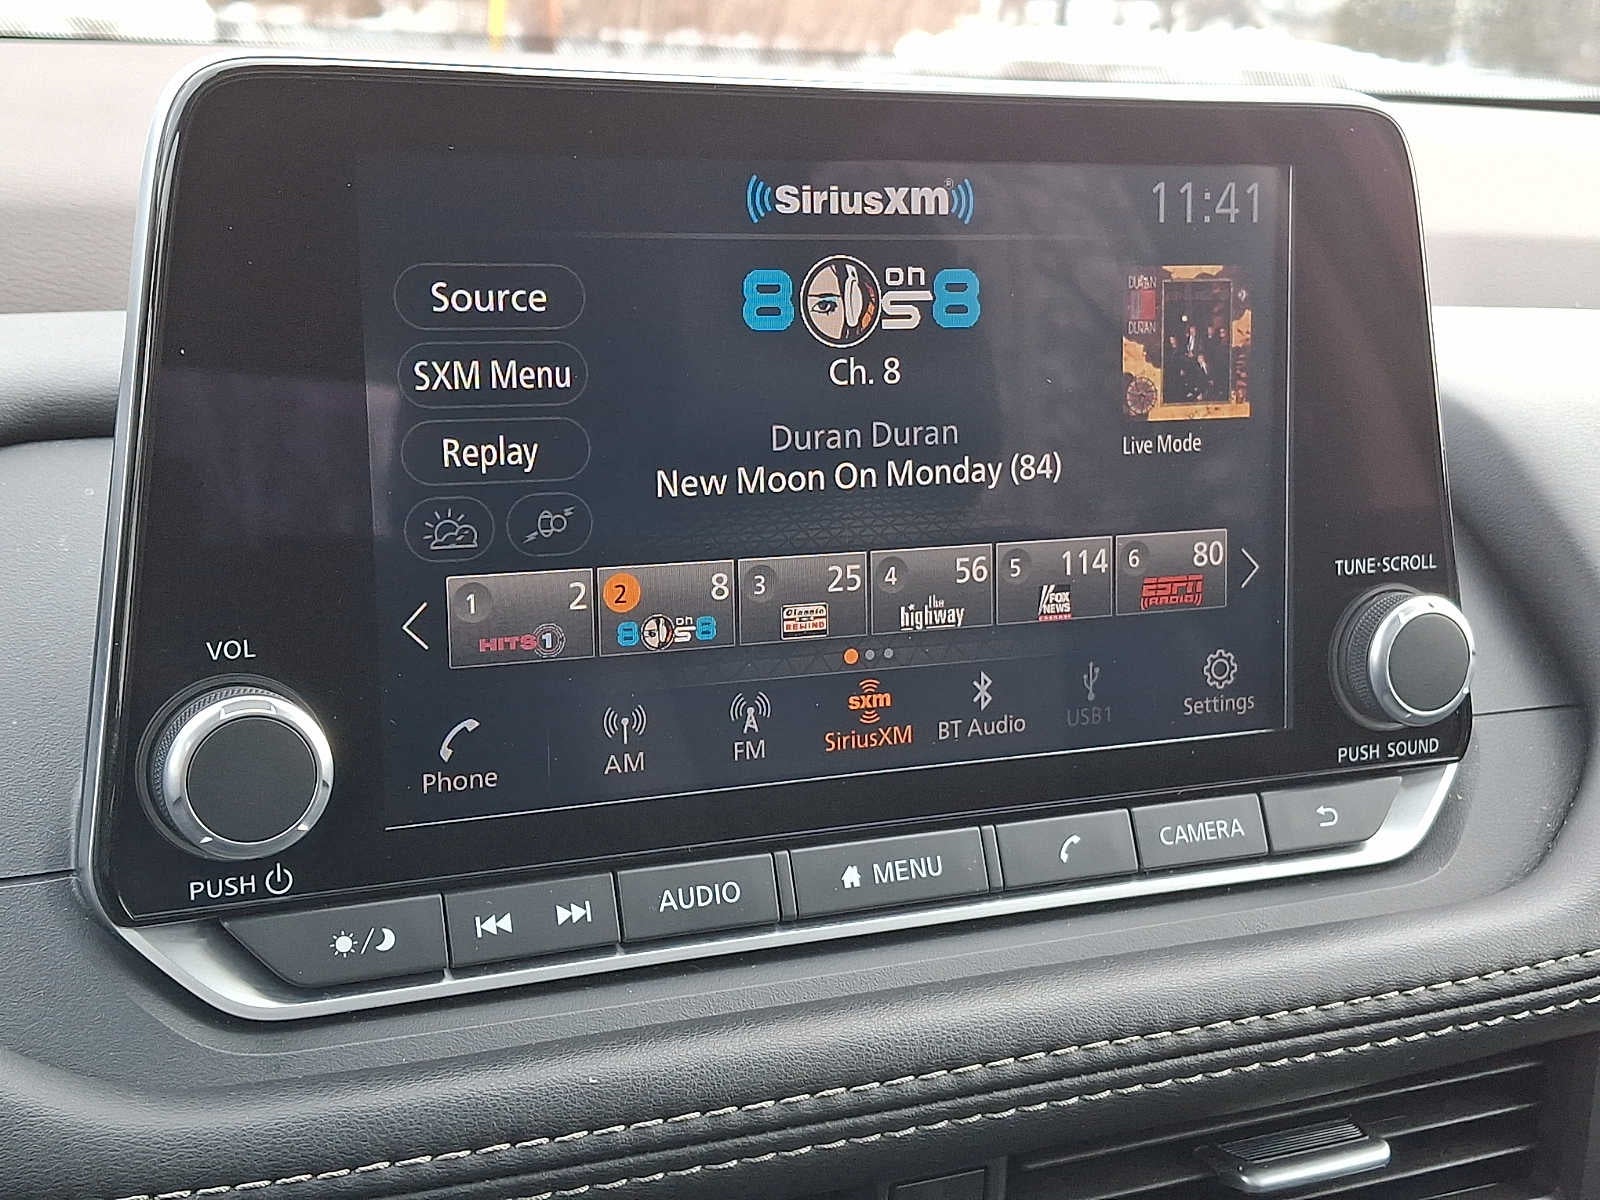 SiriusXM®
11:41
Source
SXM Menu
Replay
8 on 8
Ch. 8
Duran Duran
New Moon On Monday (84)
DURAN
DURAN
Live Mode
1 2
HITS 1
2 8
8 on 8
3 25
Classic
REWIND
4 56
the
highway
5 114
FOX
NEWS
6 80
ESPN
RADIO
Phone
AM
FM
sxm
SiriusXM
BT Audio
USB1
Settings
VOL
PUSH
TUNE·SCROLL
PUSH SOUND
AUDIO
MENU
CAMERA